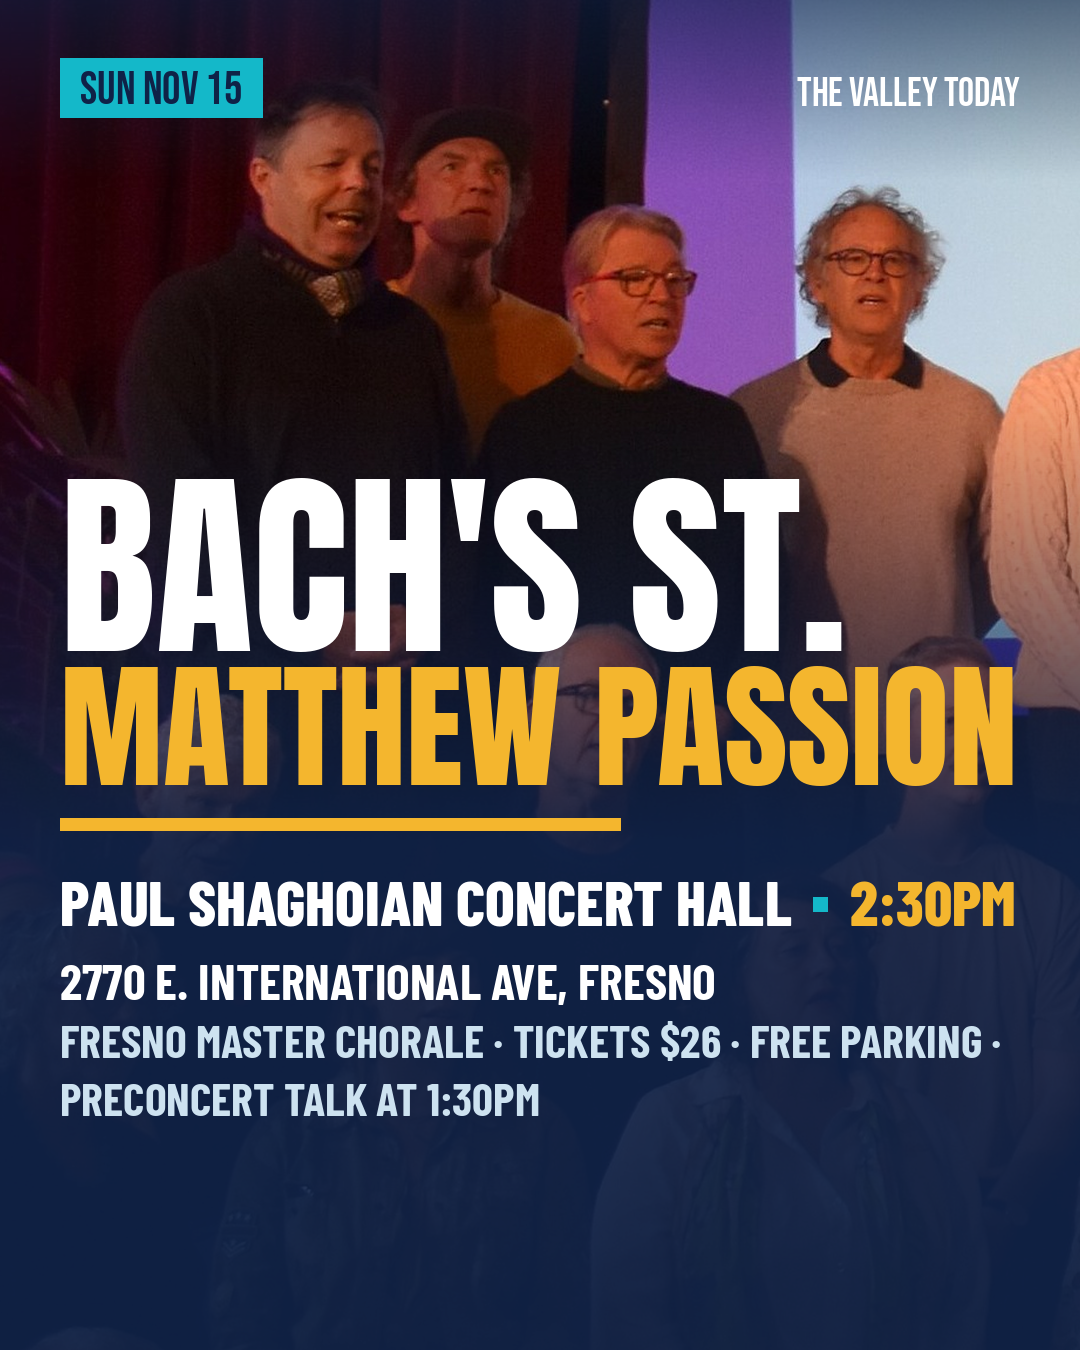 SUN NOV 15
THE VALLEY TODAY
BACH'S ST.
MATTHEW PASSION
PAUL SHAGHOIAN CONCERT HALL ▪ 2:30PM
2770 E. INTERNATIONAL AVE, FRESNO
FRESNO MASTER CHORALE · TICKETS $26 · FREE PARKING ·
PRECONCERT TALK AT 1:30PM